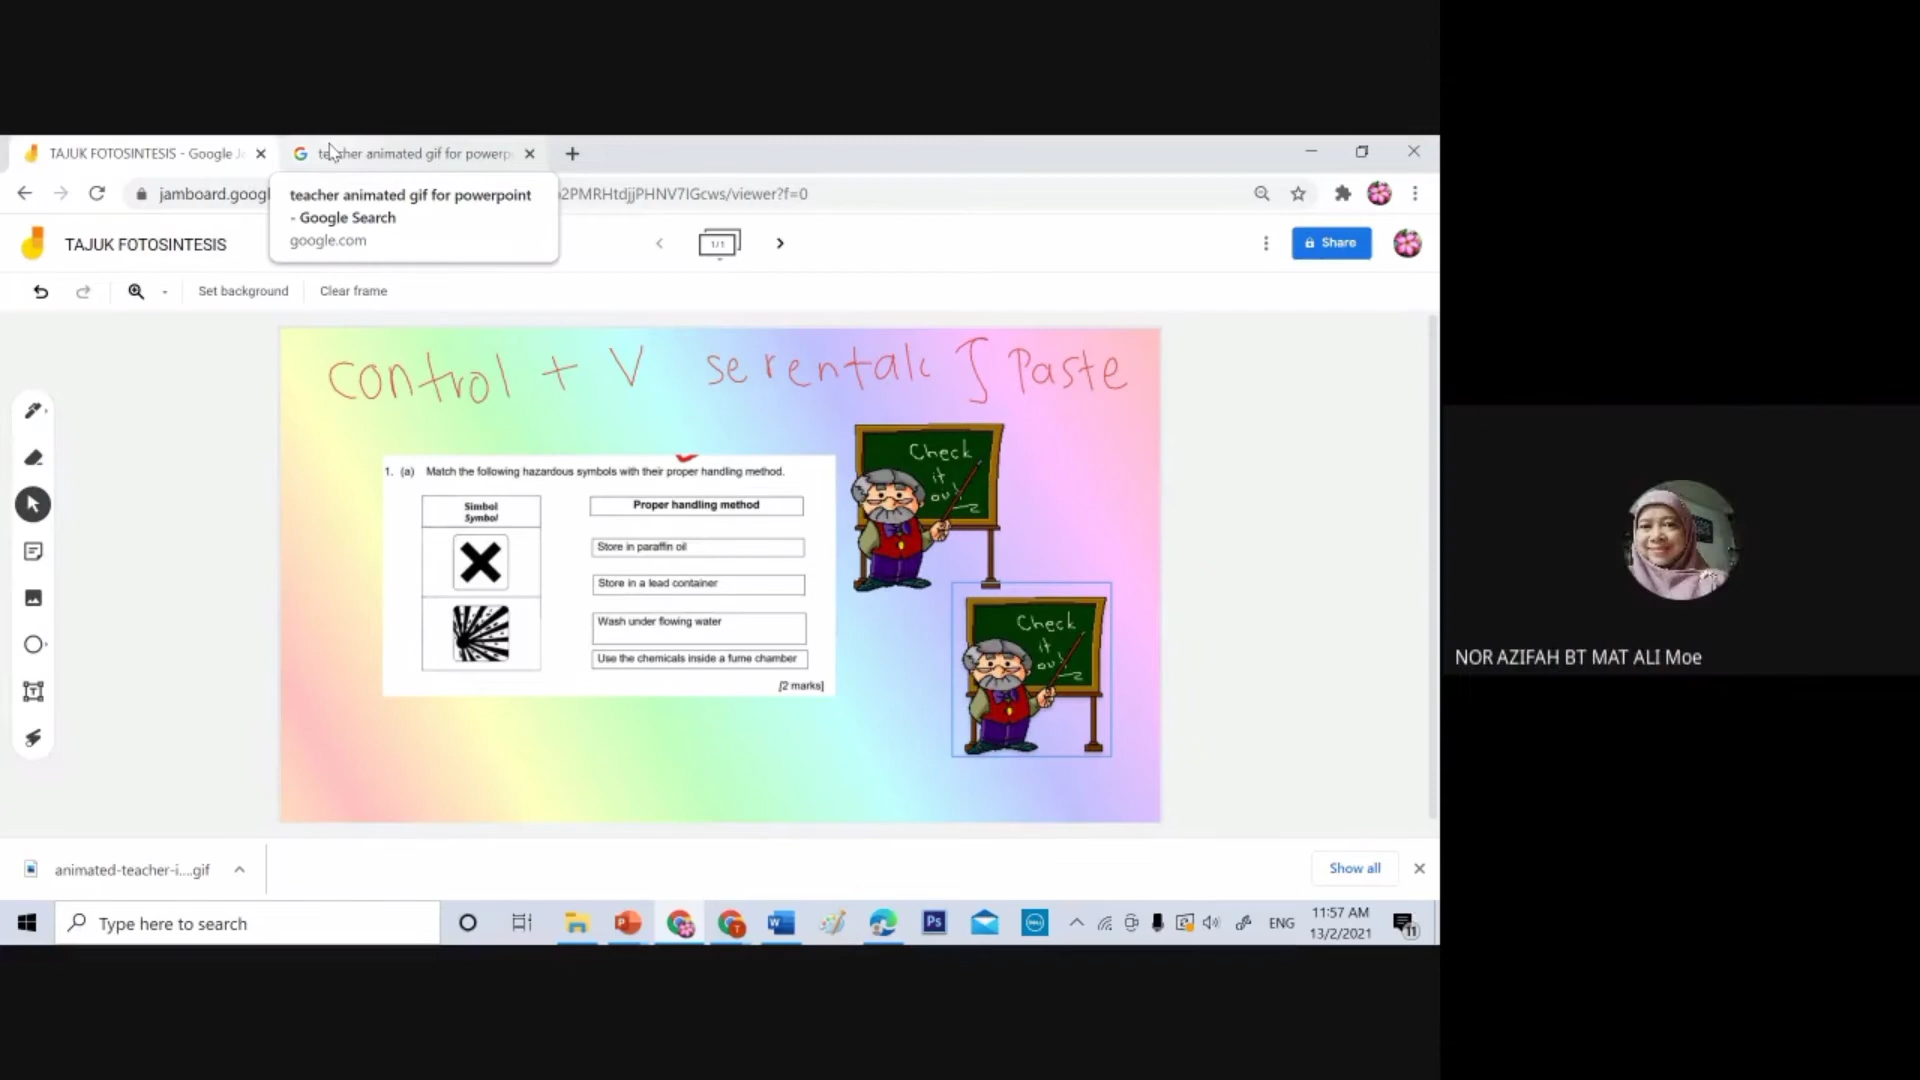 TAJUK FOTOSINTESIS - Google Ja
teacher animated gif for powerp
jamboard.googl
2PMRHtdjjPHNV7IGcws/viewer?f=0
teacher animated gif for powerpoint
- Google Search
google.com
TAJUK FOTOSINTESIS
1/1
Share
Set background
Clear frame
control + V serentak Paste
Check
it
out!
1. (a) Match the following hazardous symbols with their proper handling method.
Simbol
Symbol
Proper handling method
Store in paraffin oil
Store in a lead container
Wash under flowing water
Use the chemicals inside a fume chamber
[2 marks]
Check
it
out!
NOR AZIFAH BT MAT ALI Moe
animated-teacher-i....gif
Show all
Type here to search
Ps
DELL
ENG
11:57 AM
13/2/2021
11